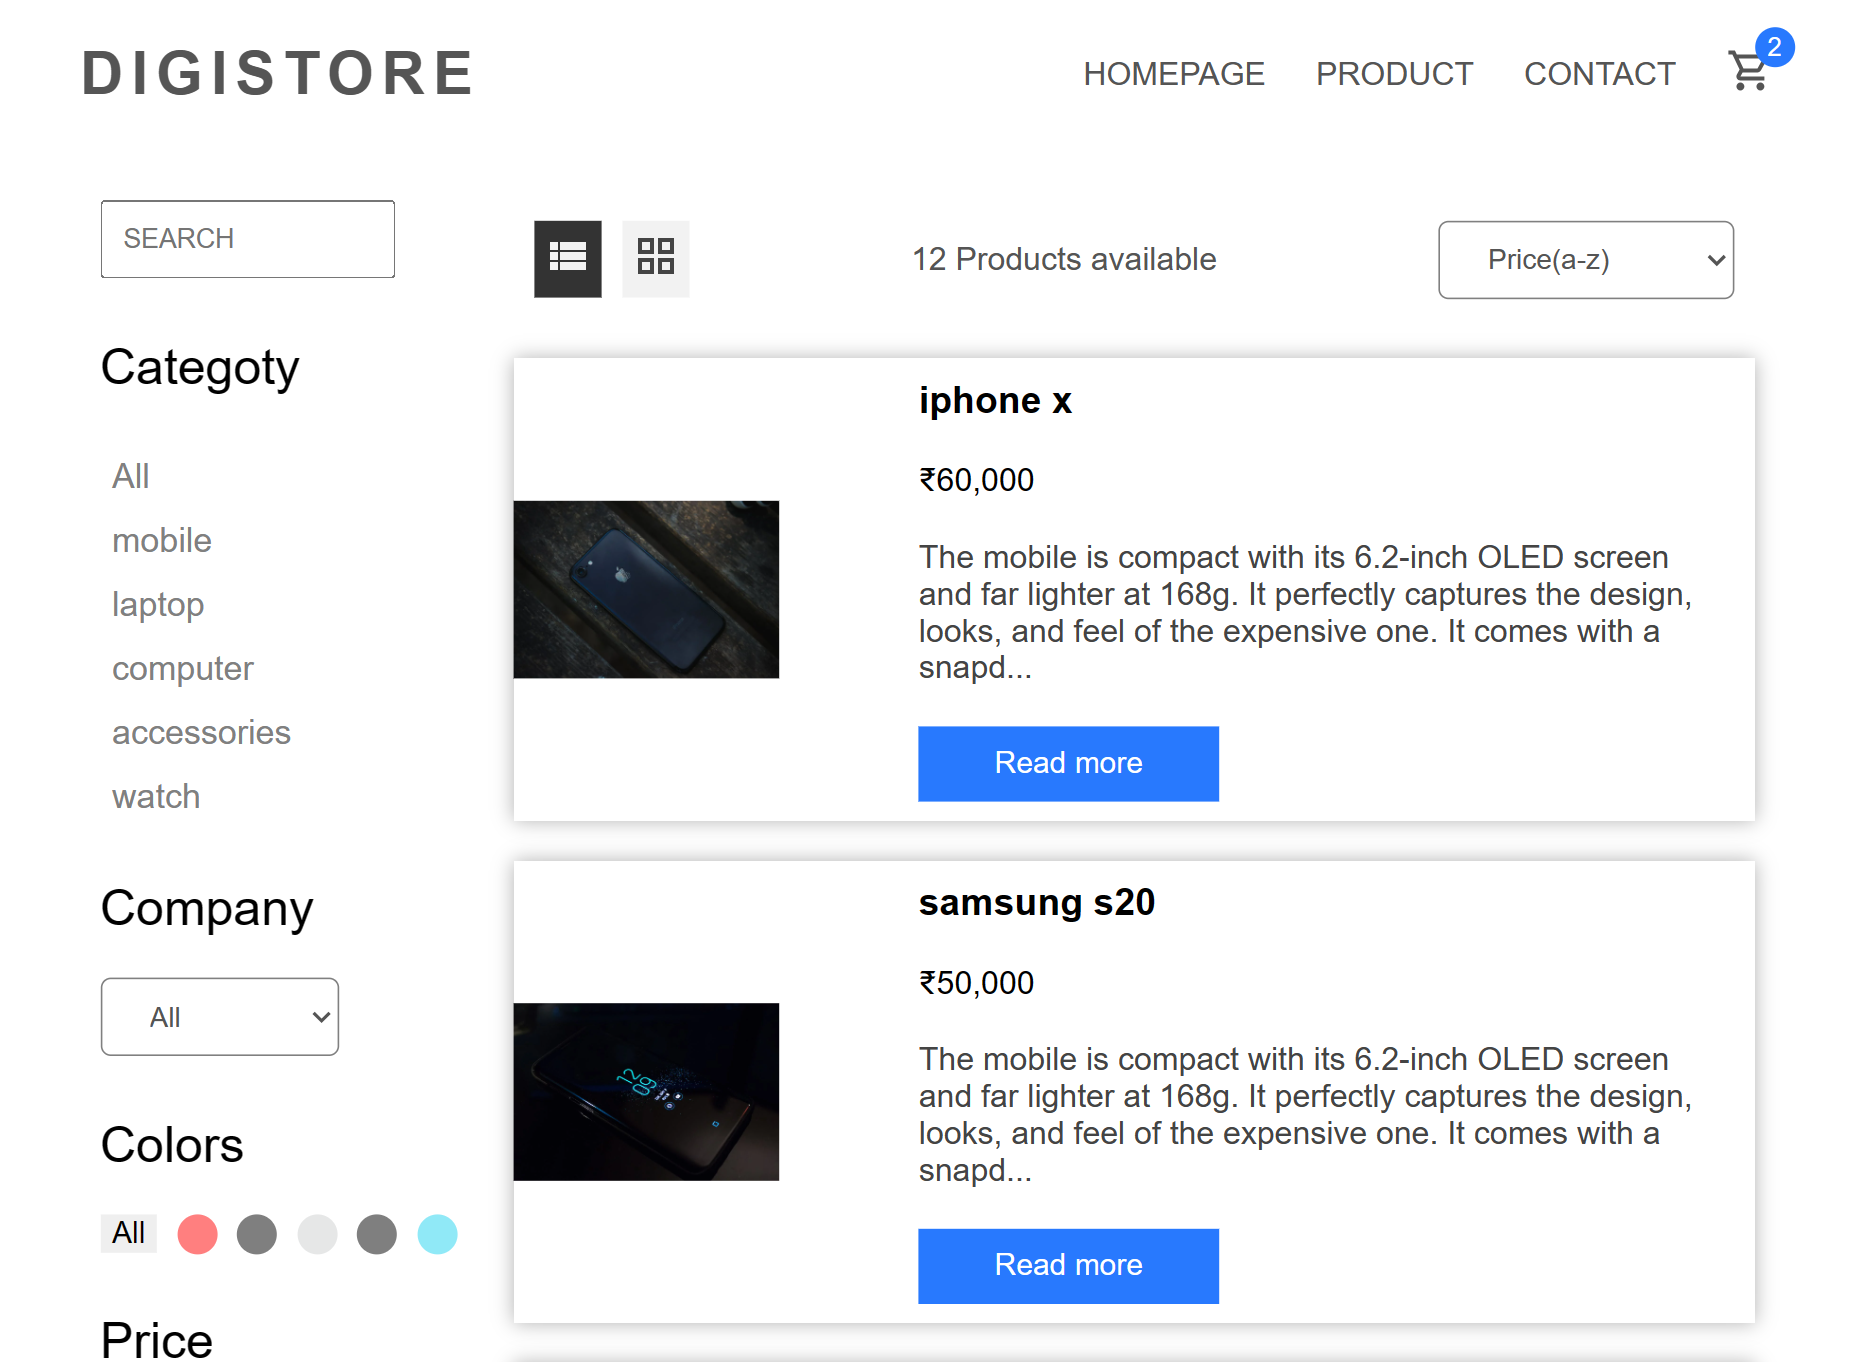 DIGISTORE
HOMEPAGE
PRODUCT
CONTACT
2
SEARCH
Categoty
All
mobile
laptop
computer
accessories
watch
Company
All
Colors
All
Price
12 Products available
Price(a-z)
iphone x
₹60,000
The mobile is compact with its 6.2-inch OLED screen
and far lighter at 168g. It perfectly captures the design,
looks, and feel of the expensive one. It comes with a
snapd...
Read more
samsung s20
₹50,000
12
09
The mobile is compact with its 6.2-inch OLED screen
and far lighter at 168g. It perfectly captures the design,
looks, and feel of the expensive one. It comes with a
snapd...
Read more